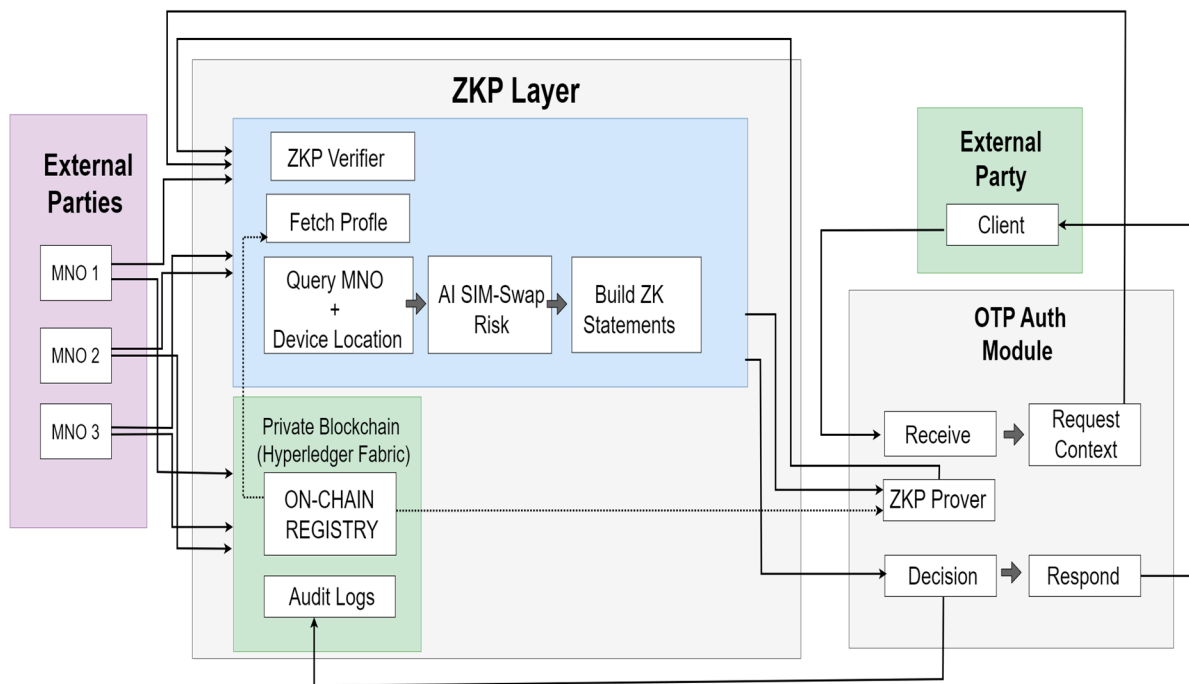 ZKP Layer
External
Parties
MNO 1
MNO 2
MNO 3
ZKP Verifier
Fetch Profle
Query MNO
+
Device Location
AI SIM-Swap
Risk
Build ZK
Statements
Private Blockchain
(Hyperledger Fabric)
ON-CHAIN
REGISTRY
Audit Logs
External
Party
Client
OTP Auth
Module
Receive
Request
Context
ZKP Prover
Decision
Respond